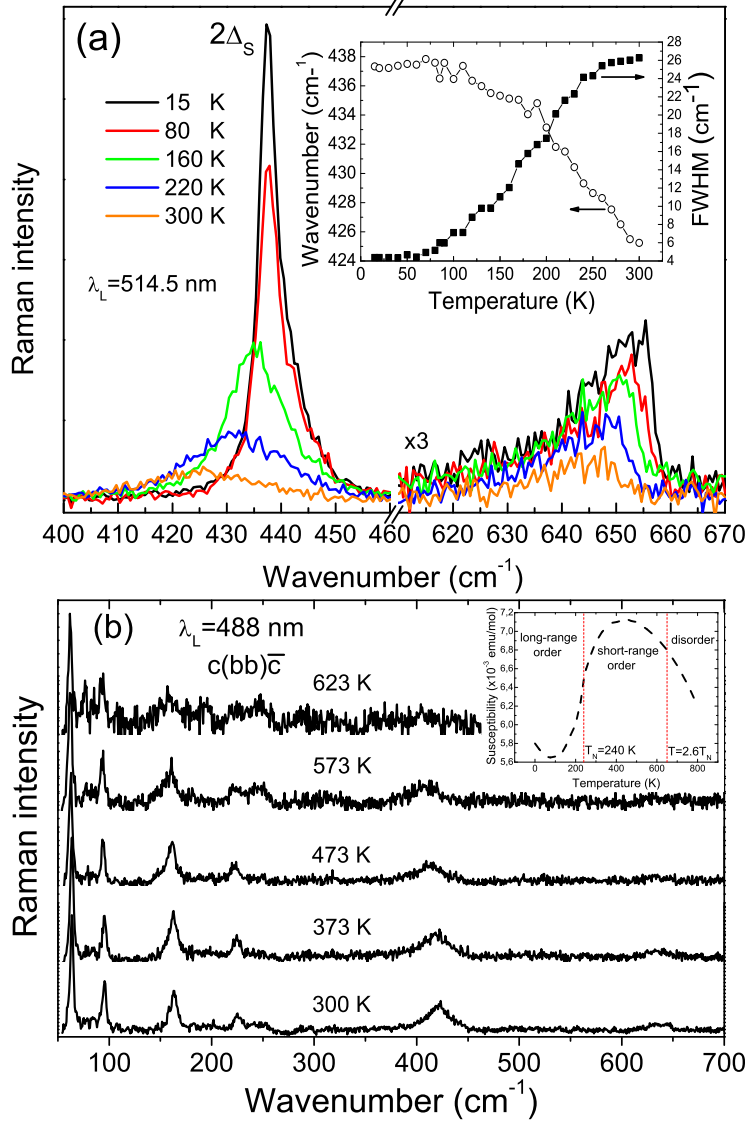 (a)
2Δ_S
15 K
80 K
160 K
220 K
300 K
λ_L=514.5 nm
Raman intensity
Wavenumber (cm-¹)
438
436
434
432
430
428
426
424
28
26
24
22
20
18
16
14
12
10
8
6
4
FWHM (cm⁻¹)
0 50 100 150 200 250 300
Temperature (K)
x3
400 410 420 430 440 450 460 610 620 630 640 650 660 670
Wavenumber (cm⁻¹)
(b)
λ_L=488 nm
c(bb)c̅
623 K
573 K
473 K
373 K
300 K
Raman intensity
Susceptibility (x10⁻³ emu/mol)
7,2
7,0
6,8
6,6
6,4
6,2
6,0
5,8
5,6
long-range
order
short-range
order
disorder
T_N=240 K
T=2.6T_N
0 200 400 600 800
Temperature (K)
100 200 300 400 500 600 700
Wavenumber (cm⁻¹)